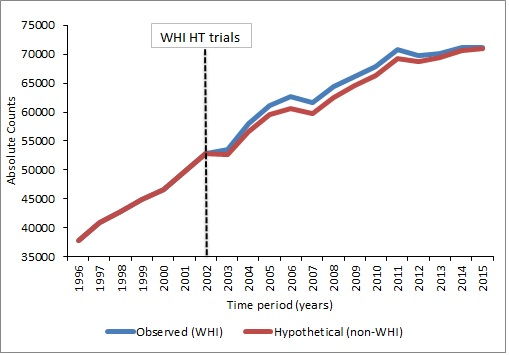 WHI HT trials
75000
70000
65000
60000
55000
50000
45000
40000
35000
Absolute Counts
1996 1997 1998 1999 2000 2001 2002 2003 2004 2005 2006 2007 2008 2009 2010 2011 2012 2013 2014 2015
Time period (years)
Observed (WHI) Hypothetical (non-WHI)